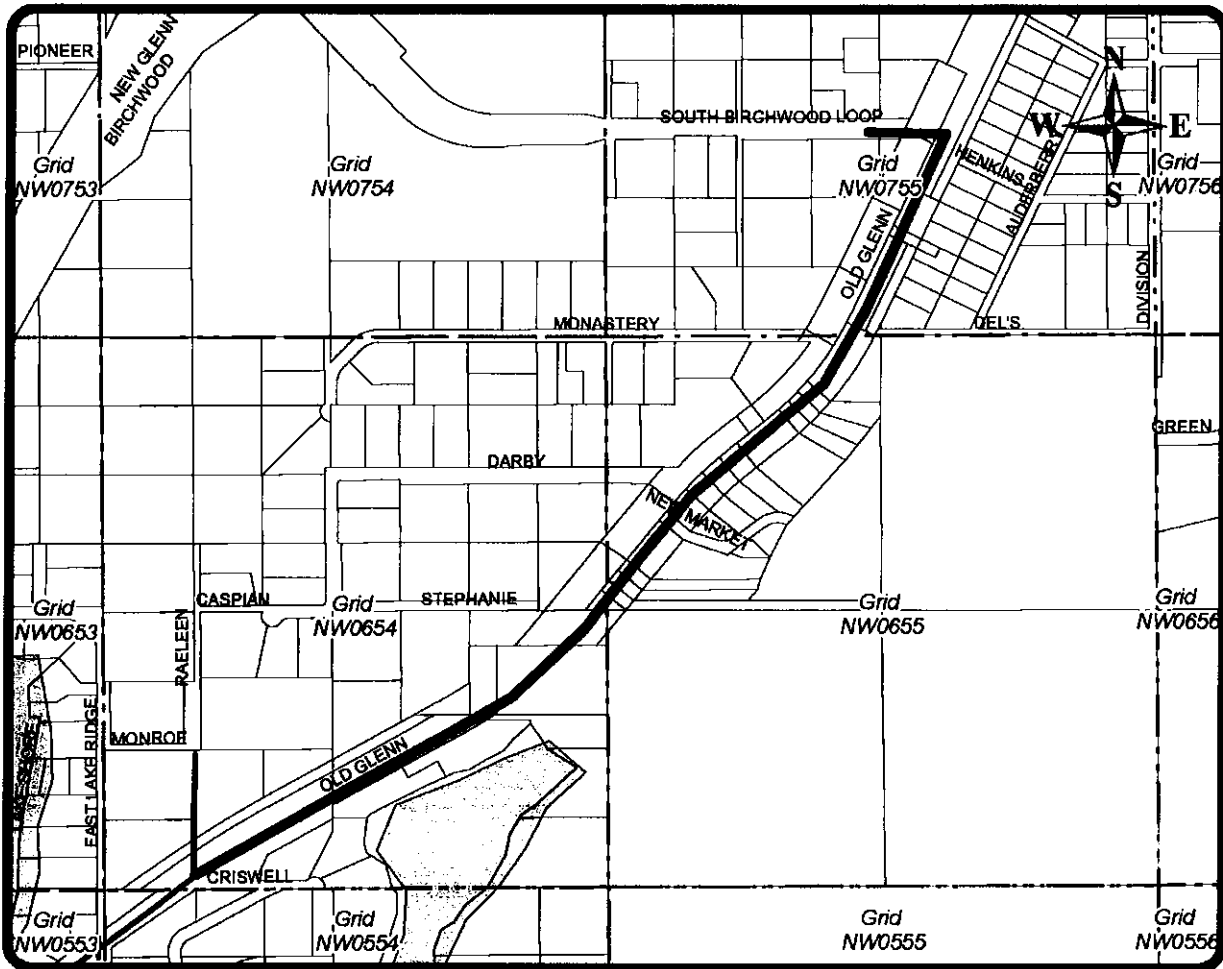 PIONEER
NEW GLENN
BIRCHWOOD
SOUTH BIRCHWOOD LOOP
N
W
E
S
Grid
NW0753
Grid
NW0754
Grid
NW0755
Grid
NW0756
HENKINS
OLD GLENN
DIVISION
MONASTERY
DEL'S
GREEN
DARBY
NEW MARKET
CASPIAN
STEPHANIE
Grid
NW0653
RAELEEN
Grid
NW0654
Grid
NW0655
Grid
NW0656
EAST LAKE RIDGE
MONROE
OLD GLENN
CRISWELL
Grid
NW0553
Grid
NW0554
Grid
NW0555
Grid
NW0556